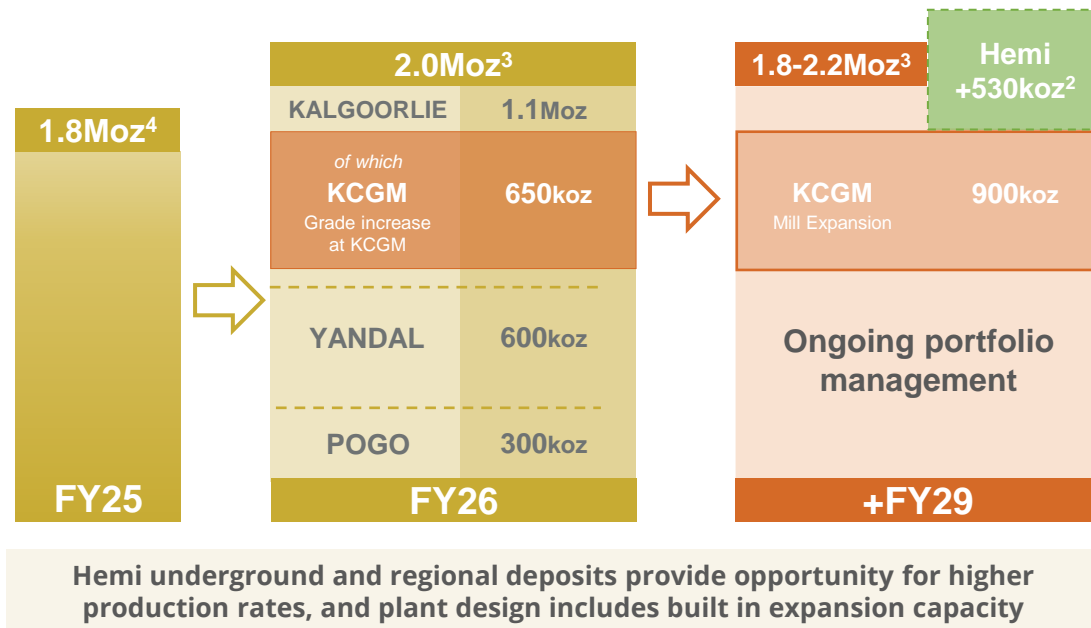 1.8Moz⁴
FY25
2.0Moz³
KALGOORLIE 1.1Moz
of which
KCGM 650koz
Grade increase
at KCGM
YANDAL 600koz
POGO 300koz
FY26
1.8-2.2Moz³
Hemi
+530koz²
KCGM 900koz
Mill Expansion
Ongoing portfolio
management
+FY29
Hemi underground and regional deposits provide opportunity for higher
production rates, and plant design includes built in expansion capacity